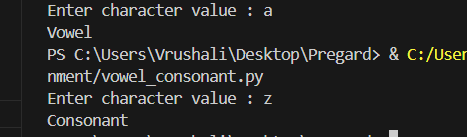 Enter character value : a
Vowel
PS C:\Users\Vrushali\Desktop\Pregard> & C:/User
nment/vowel_consonant.py
Enter character value : z
Consonant